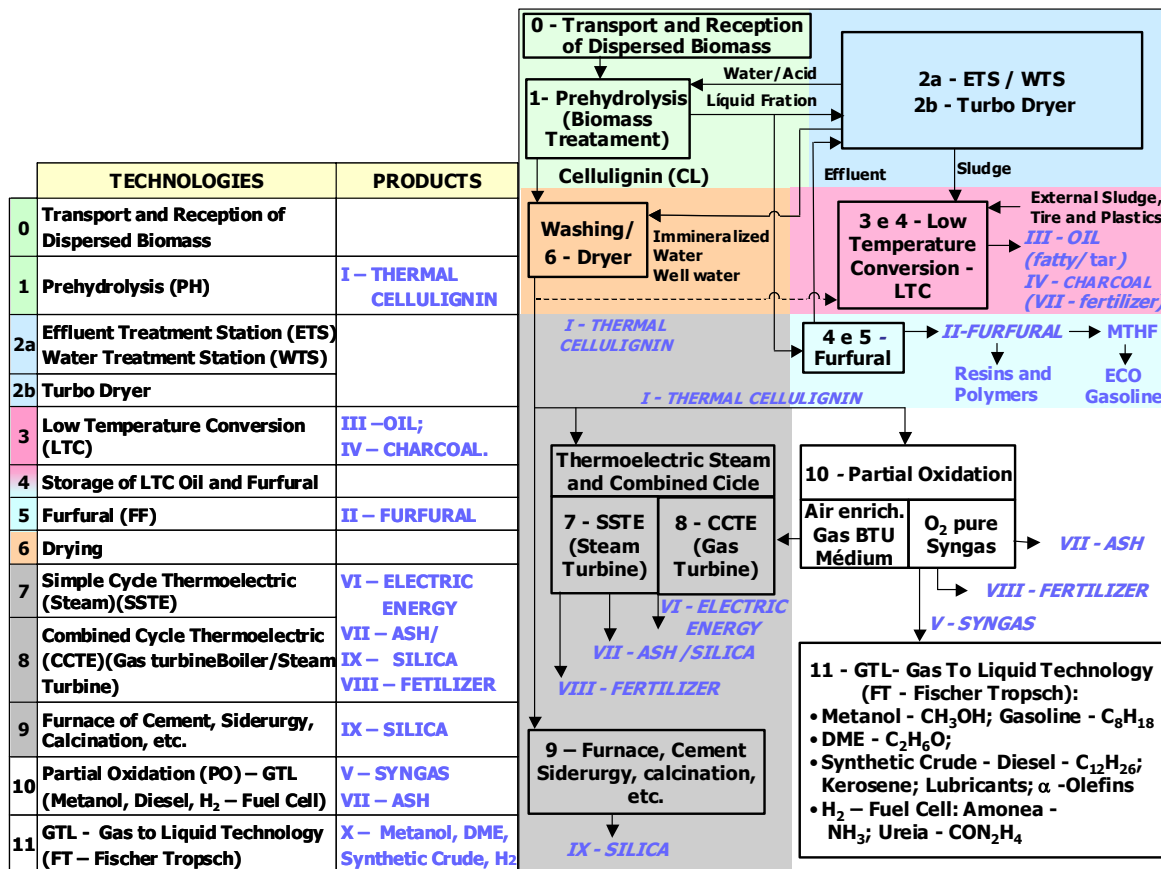 0 - Transport and Reception
of Dispersed Biomass
Water/Acid
2a - ETS / WTS
2b - Turbo Dryer
1- Prehydrolysis
(Biomass
Treatament)
Líquid Fration
Cellulignin (CL)
Effluent
Sludge
TECHNOLOGIES
PRODUCTS
0
Transport and Reception of
Dispersed Biomass
1
Prehydrolysis (PH)
I – THERMAL
CELLULIGNIN
2a
Effluent Treatment Station (ETS)
Water Treatment Station (WTS)
2b
Turbo Dryer
3
Low Temperature Conversion
(LTC)
III –OIL;
IV – CHARCOAL.
4
Storage of LTC Oil and Furfural
5
Furfural (FF)
II – FURFURAL
6
Drying
7
Simple Cycle Thermoelectric
(Steam)(SSTE)
VI – ELECTRIC
ENERGY
8
Combined Cycle Thermoelectric
(CCTE)(Gas turbineBoiler/Steam
Turbine)
VII – ASH/
IX – SILICA
VIII – FETILIZER
9
Furnace of Cement, Siderurgy,
Calcination, etc.
IX – SILICA
10
Partial Oxidation (PO) – GTL
(Metanol, Diesel, H2 – Fuel Cell)
V – SYNGAS
VII – ASH
11
GTL - Gas to Liquid Technology
(FT – Fischer Tropsch)
X – Metanol, DME,
Synthetic Crude, H2
Washing/
6 - Dryer
Immineralized
Water
Well water
3 e 4 - Low
Temperature
Conversion -
LTC
External Sludge,
Tire and Plastics
III - OIL
(fatty/ tar)
IV - CHARCOAL
(VII - fertilizer)
I - THERMAL
CELLULIGNIN
4 e 5 -
Furfural
II-FURFURAL
MTHF
Resins and
Polymers
ECO
Gasoline
I - THERMAL CELLULIGNIN
Thermoelectric Steam
and Combined Cicle
7 - SSTE
(Steam
Turbine)
8 - CCTE
(Gas
Turbine)
10 - Partial Oxidation
Air enrich.
Gas BTU
Médium
O2 pure
Syngas
VII - ASH
VIII - FERTILIZER
V - SYNGAS
VI - ELECTRIC
ENERGY
VII - ASH /SILICA
VIII - FERTILIZER
9 – Furnace, Cement
Siderurgy, calcination,
etc.
IX - SILICA
11 - GTL- Gas To Liquid Technology
(FT - Fischer Tropsch):
• Metanol - CH3OH; Gasoline - C8H18
• DME - C2H6O;
• Synthetic Crude - Diesel - C12H26;
Kerosene; Lubricants; α -Olefins
• H2 – Fuel Cell: Amonea -
NH3; Ureia - CON2H4